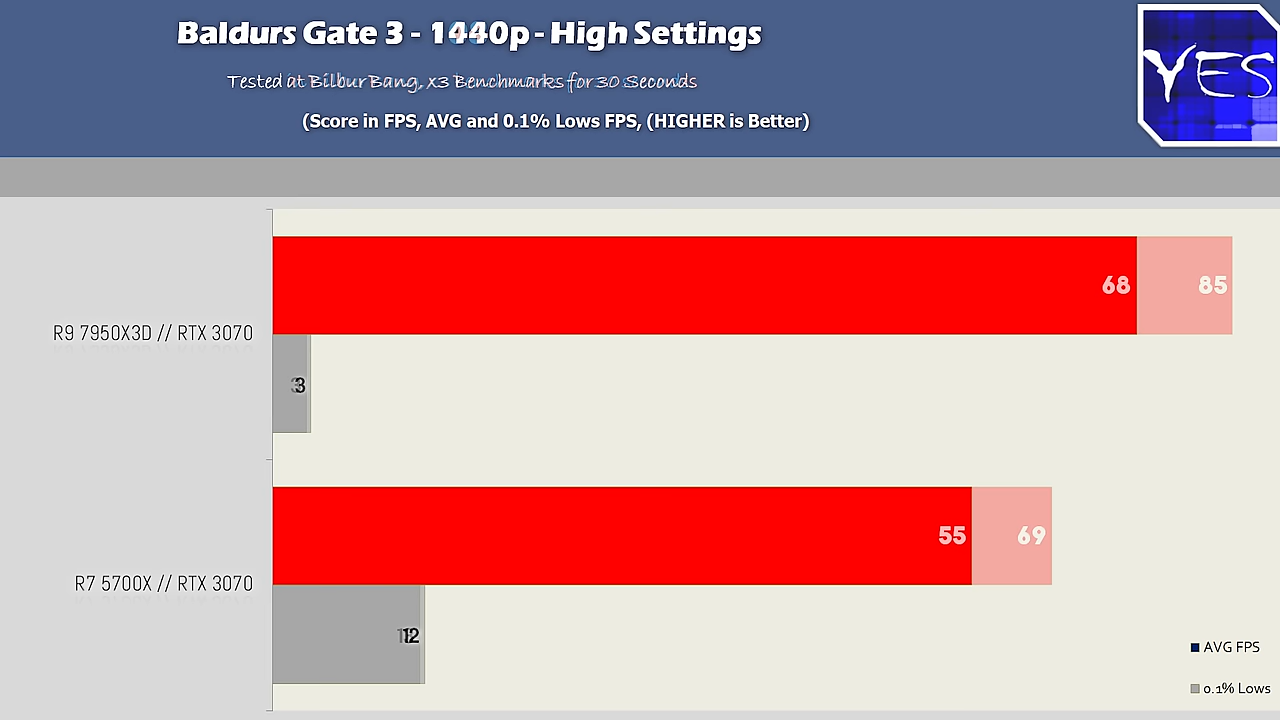 Baldurs Gate 3 - 1440p - High Settings
Tested at Bilbur Bang, x3 Benchmarks for 30 Seconds
(Score in FPS, AVG and 0.1% Lows FPS, (HIGHER is Better)
YES
68 85
R9 7950X3D // RTX 3070
3
55 69
R7 5700X // RTX 3070
12
AVG FPS
0.1% Lows